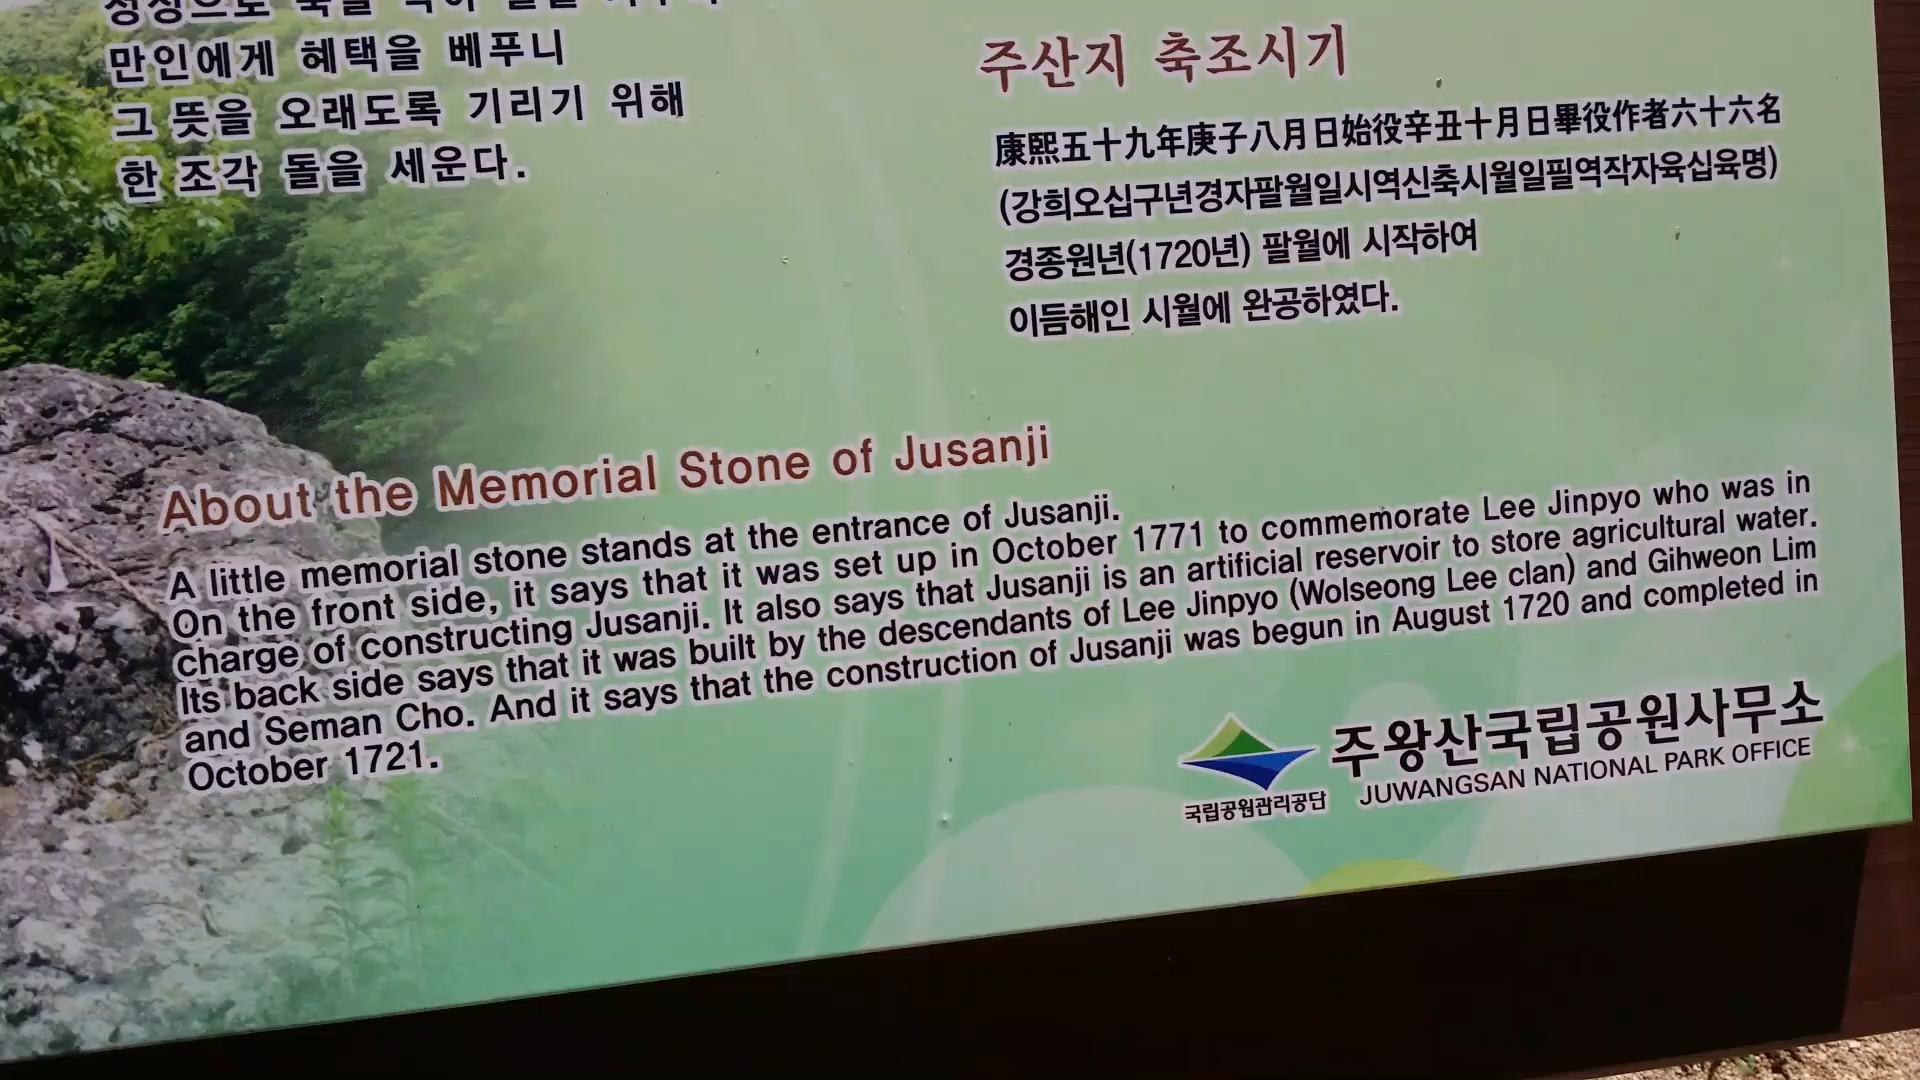 만인에게 혜택을 베푸니
그 뜻을 오래도록 기리기 위해
한 조각 돌을 세운다.
주산지 축조시기
康熙五十九年庚子八月日始役辛丑十月日畢役作者六十六名
(강희오십구년경자팔월일시역신축시월일필역작자육십육명)
경종원년(1720년) 팔월에 시작하여
이듬해인 시월에 완공하였다.
About the Memorial Stone of Jusanji
A little memorial stone stands at the entrance of Jusanji.
On the front side, it says that it was set up in October 1771 to commemorate Lee Jinpyo who was in
charge of constructing Jusanji. It also says that Jusanji is an artificial reservoir to store agricultural water.
Its back side says that it was built by the descendants of Lee Jinpyo (Wolseong Lee clan) and Gihweon Lim
and Seman Cho. And it says that the construction of Jusanji was begun in August 1720 and completed in
October 1721.
국립공원관리공단
주왕산국립공원사무소
JUWANGSAN NATIONAL PARK OFFICE